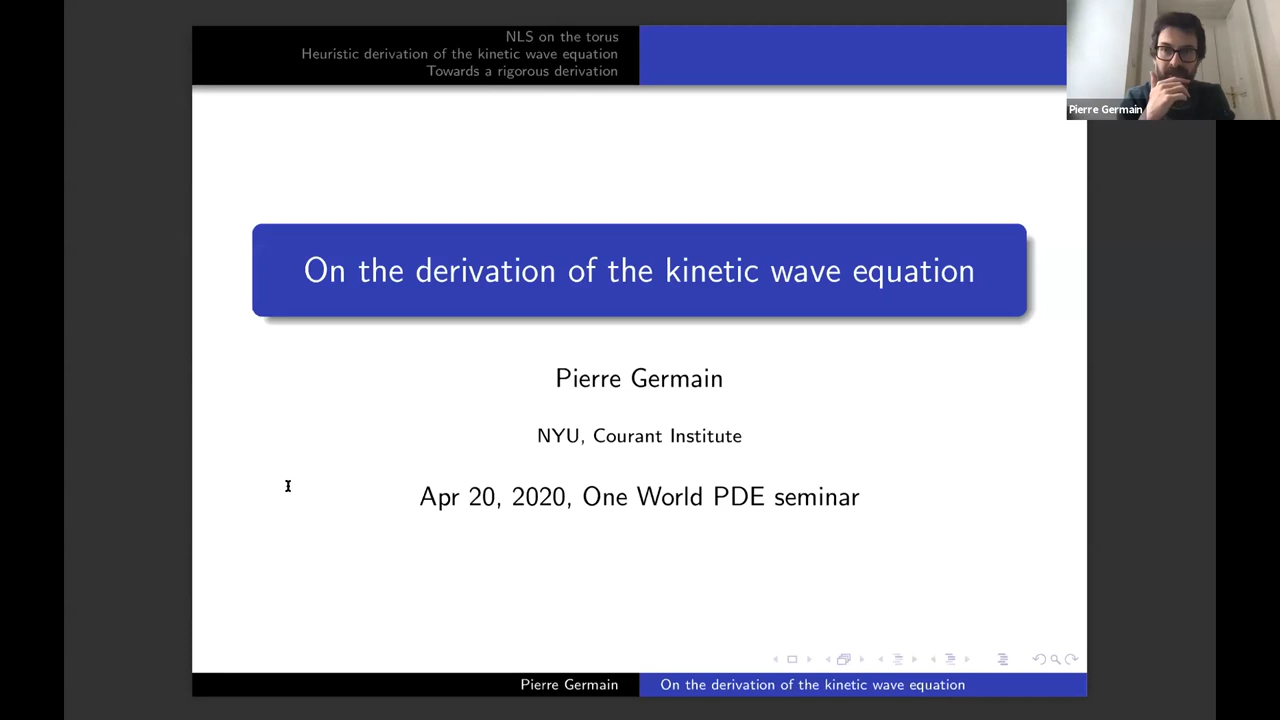 NLS on the torus
Heuristic derivation of the kinetic wave equation
Towards a rigorous derivation
Pierre Germain
On the derivation of the kinetic wave equation
Pierre Germain
NYU, Courant Institute
Apr 20, 2020, One World PDE seminar
Pierre Germain
On the derivation of the kinetic wave equation